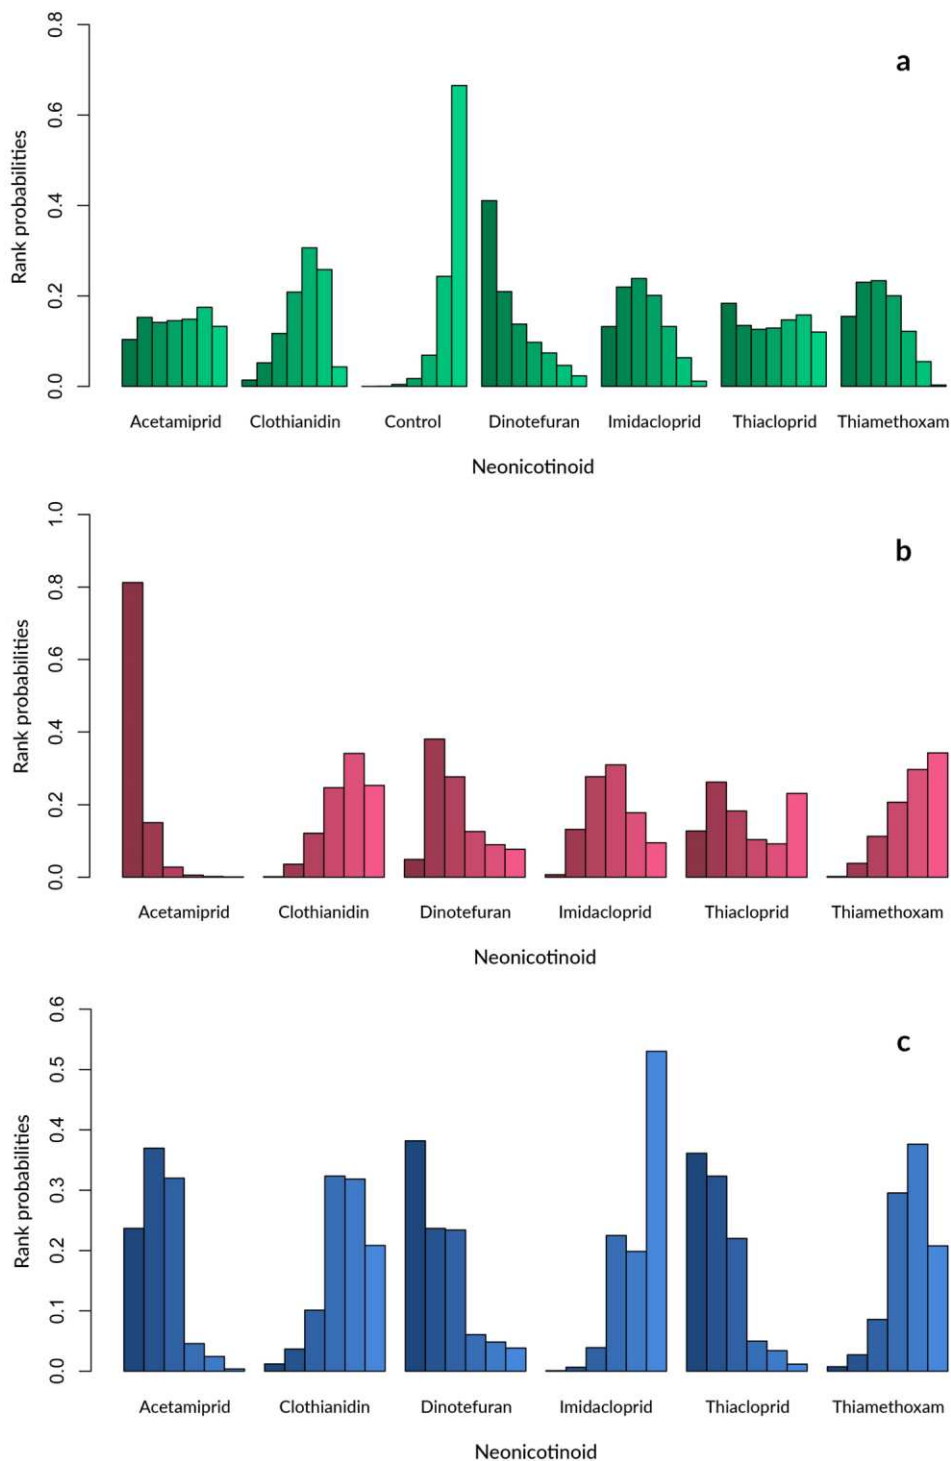 a
Rank probabilities
0.8
0.6
0.4
0.2
0.0
Acetamiprid Clothianidin Control Dinotefuran Imidacloprid Thiacloprid Thiamethoxam
Neonicotinoid
b
Rank probabilities
1.0
0.8
0.6
0.4
0.2
0.0
Acetamiprid Clothianidin Dinotefuran Imidacloprid Thiacloprid Thiamethoxam
Neonicotinoid
c
Rank probabilities
0.6
0.5
0.4
0.3
0.2
0.1
0.0
Acetamiprid Clothianidin Dinotefuran Imidacloprid Thiacloprid Thiamethoxam
Neonicotinoid